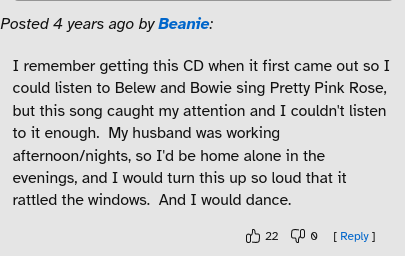 Posted 4 years ago by Beanie:
I remember getting this CD when it first came out so I
could listen to Belew and Bowie sing Pretty Pink Rose,
but this song caught my attention and I couldn't listen
to it enough.  My husband was working
afternoon/nights, so I'd be home alone in the
evenings, and I would turn this up so loud that it
rattled the windows.  And I would dance.
22 0 [ Reply ]